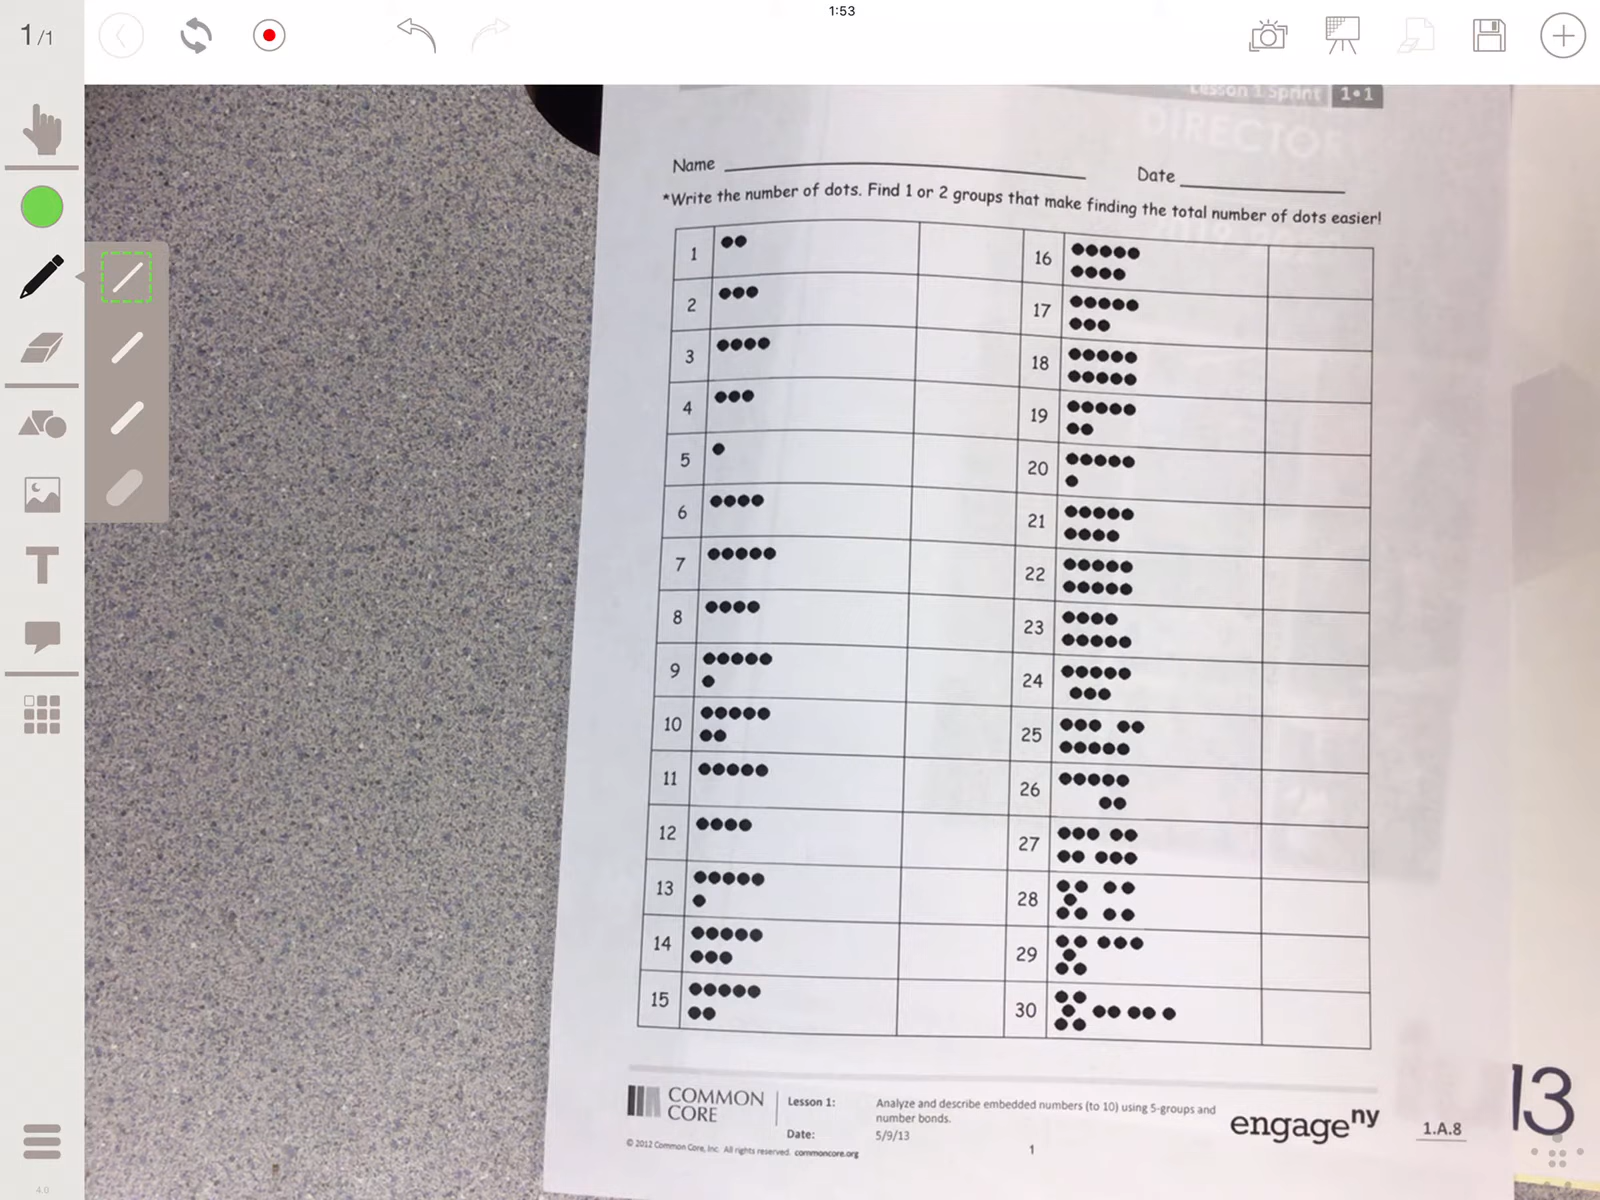 1:53
1/1
Lesson 1 Sprint 1•1
DIRECTOR
Name
Date
*Write the number of dots. Find 1 or 2 groups that make finding the total number of dots easier!
1 16
2 17
3 18
4 19
5 20
6 21
7 22
8 23
9 24
10 25
11 26
12 27
13 28
14 29
15 30
COMMON CORE
Lesson 1: Analyze and describe embedded numbers (to 10) using 5-groups and
number bonds.
Date: 5/9/13
engageny
1.A.8
13
© 2012 Common Core, Inc. All rights reserved. commoncore.org
1
T
4.0